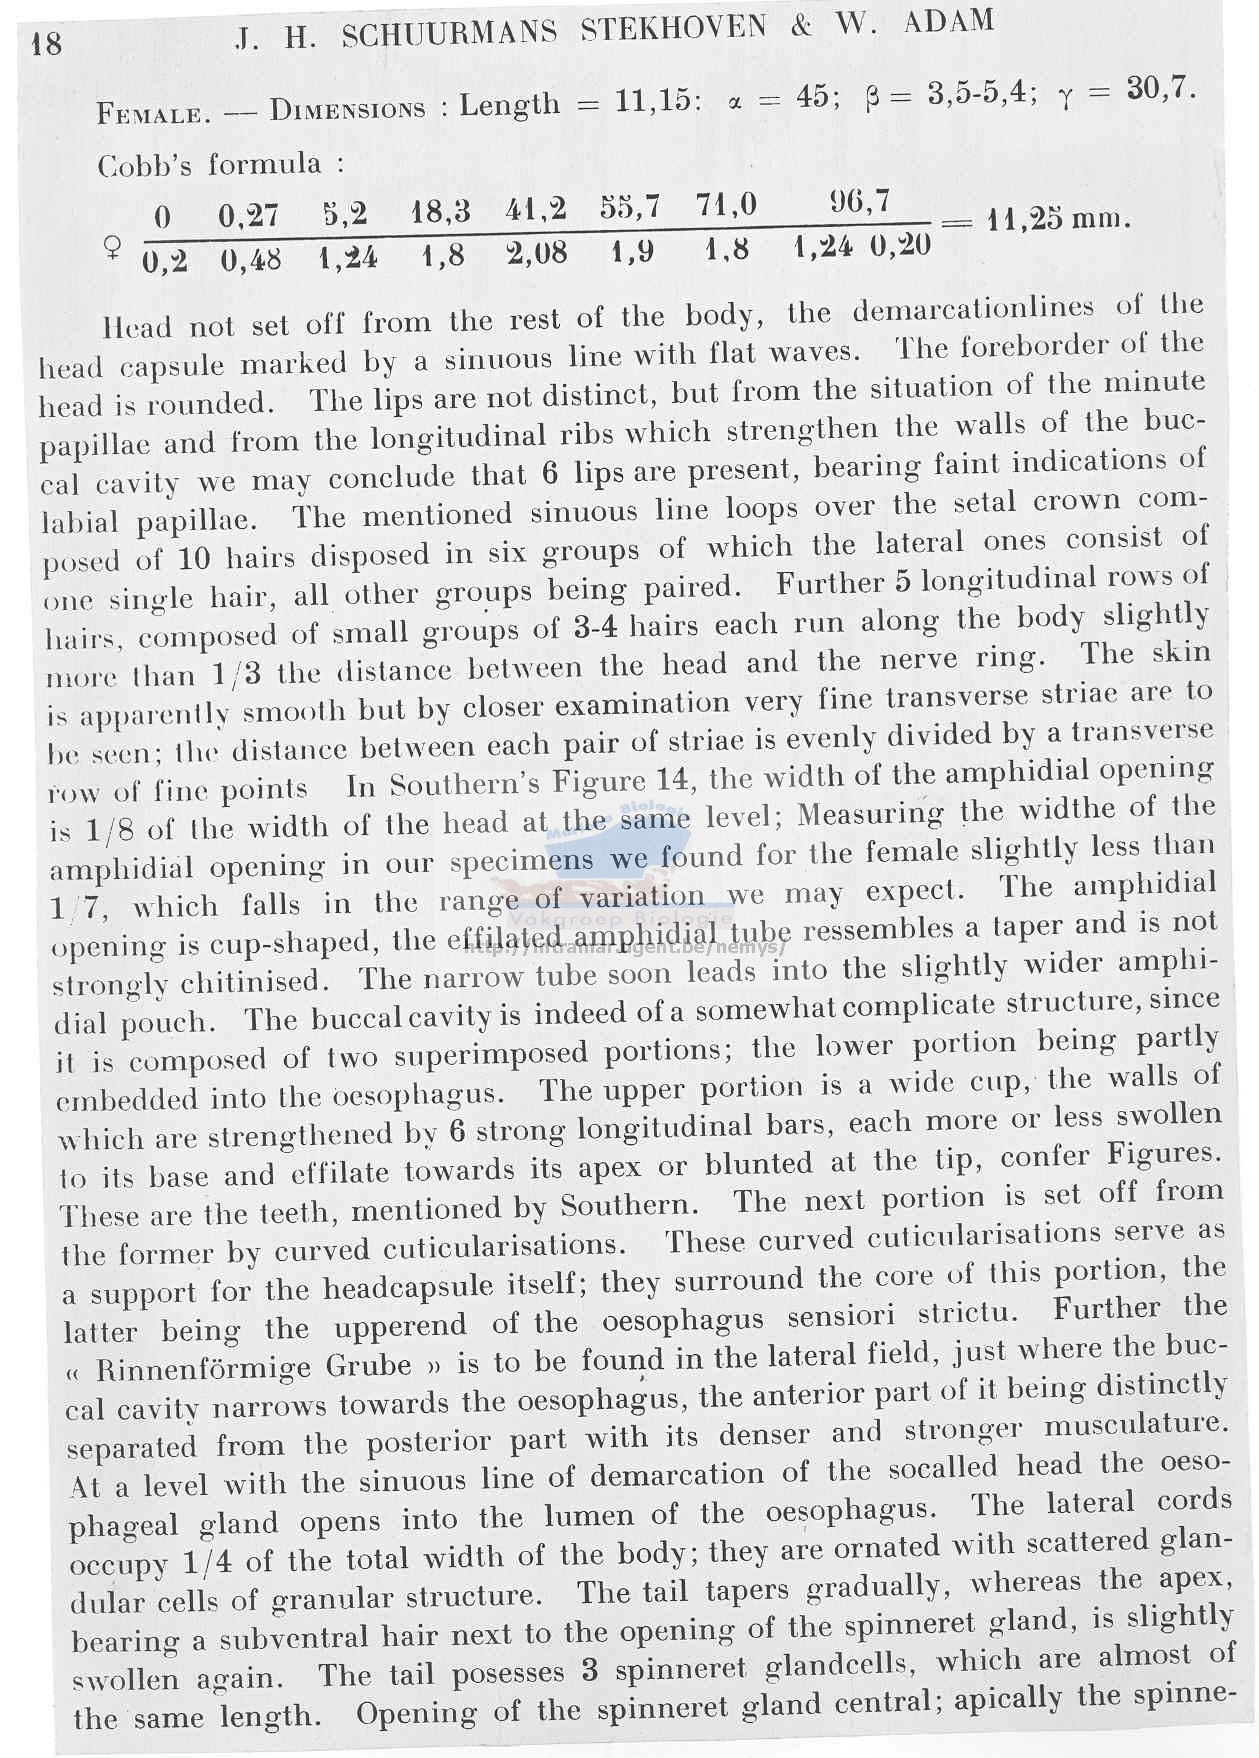 18
J. H. SCHUURMANS STEKHOVEN & W. ADAM
FEMALE. — DIMENSIONS : Length = 11,15: α = 45; β = 3,5-5,4; γ = 30,7.
Cobb's formula :
0 0,27 5,2 18,3 41,2 55,7 71,0 96,7
♀ = 11,25 mm.
0,2 0,48 1,24 1,8 2,08 1,9 1,8 1,24 0,20
Head not set off from the rest of the body, the demarcationlines of the
head capsule marked by a sinuous line with flat waves. The foreborder of the
head is rounded. The lips are not distinct, but from the situation of the minute
papillae and from the longitudinal ribs which strengthen the walls of the buc-
cal cavity we may conclude that 6 lips are present, bearing faint indications of
labial papillae. The mentioned sinuous line loops over the setal crown com-
posed of 10 hairs disposed in six groups of which the lateral ones consist of
one single hair, all other groups being paired. Further 5 longitudinal rows of
hairs, composed of small groups of 3-4 hairs each run along the body slightly
more than 1/3 the distance between the head and the nerve ring. The skin
is apparently smooth but by closer examination very fine transverse striae are to
be seen; the distance between each pair of striae is evenly divided by a transverse
row of fine points In Southern's Figure 14, the width of the amphidial opening
is 1/8 of the width of the head at the same level; Measuring the widthe of the
amphidial opening in our specimens we found for the female slightly less than
1/7, which falls in the range of variation we may expect. The amphidial
opening is cup-shaped, the effilated amphidial tube ressembles a taper and is not
strongly chitinised. The narrow tube soon leads into the slightly wider amphi-
dial pouch. The buccal cavity is indeed of a somewhat complicate structure, since
it is composed of two superimposed portions; the lower portion being partly
embedded into the oesophagus. The upper portion is a wide cup, the walls of
which are strengthened by 6 strong longitudinal bars, each more or less swollen
to its base and effilate towards its apex or blunted at the tip, confer Figures.
These are the teeth, mentioned by Southern. The next portion is set off from
the former by curved cuticularisations. These curved cuticularisations serve as
a support for the headcapsule itself; they surround the core of this portion, the
latter being the upperend of the oesophagus sensiori strictu. Further the
« Rinnenförmige Grube » is to be found in the lateral field, just where the buc-
cal cavity narrows towards the oesophagus, the anterior part of it being distinctly
separated from the posterior part with its denser and stronger musculature.
At a level with the sinuous line of demarcation of the socalled head the oeso-
phageal gland opens into the lumen of the oesophagus. The lateral cords
occupy 1/4 of the total width of the body; they are ornated with scattered glan-
dular cells of granular structure. The tail tapers gradually, whereas the apex,
bearing a subventral hair next to the opening of the spinneret gland, is slightly
swollen again. The tail posesses 3 spinneret glandcells, which are almost of
the same length. Opening of the spinneret gland central; apically the spinne-
Vakgroep Biologie